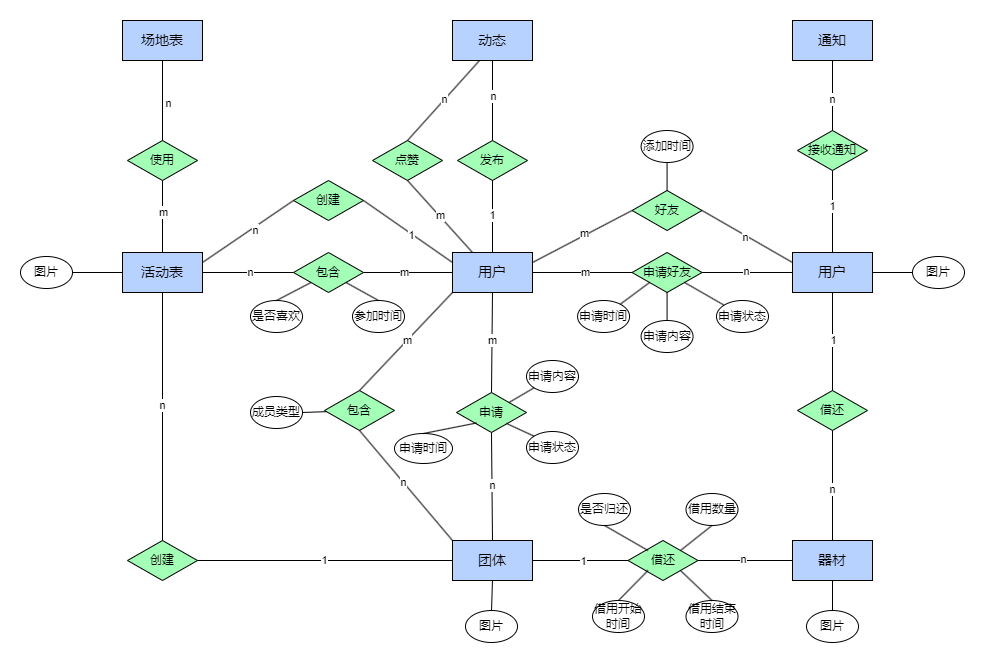 场地表
动态
通知
n
n
n
n
使用
点赞
发布
接收通知
添加时间
创建
好友
m
m
1
1
n
1
m
n
图片
活动表
n
包含
m
用户
m
申请好友
n
用户
图片
是否喜欢
参加时间
申请时间
申请内容
申请状态
m
m
1
申请内容
n
成员类型
包含
申请
借还
申请时间
申请状态
n
n
n
是否归还
借用数量
创建
1
团体
1
借还
n
器材
图片
借用开始
时间
借用结束
时间
图片